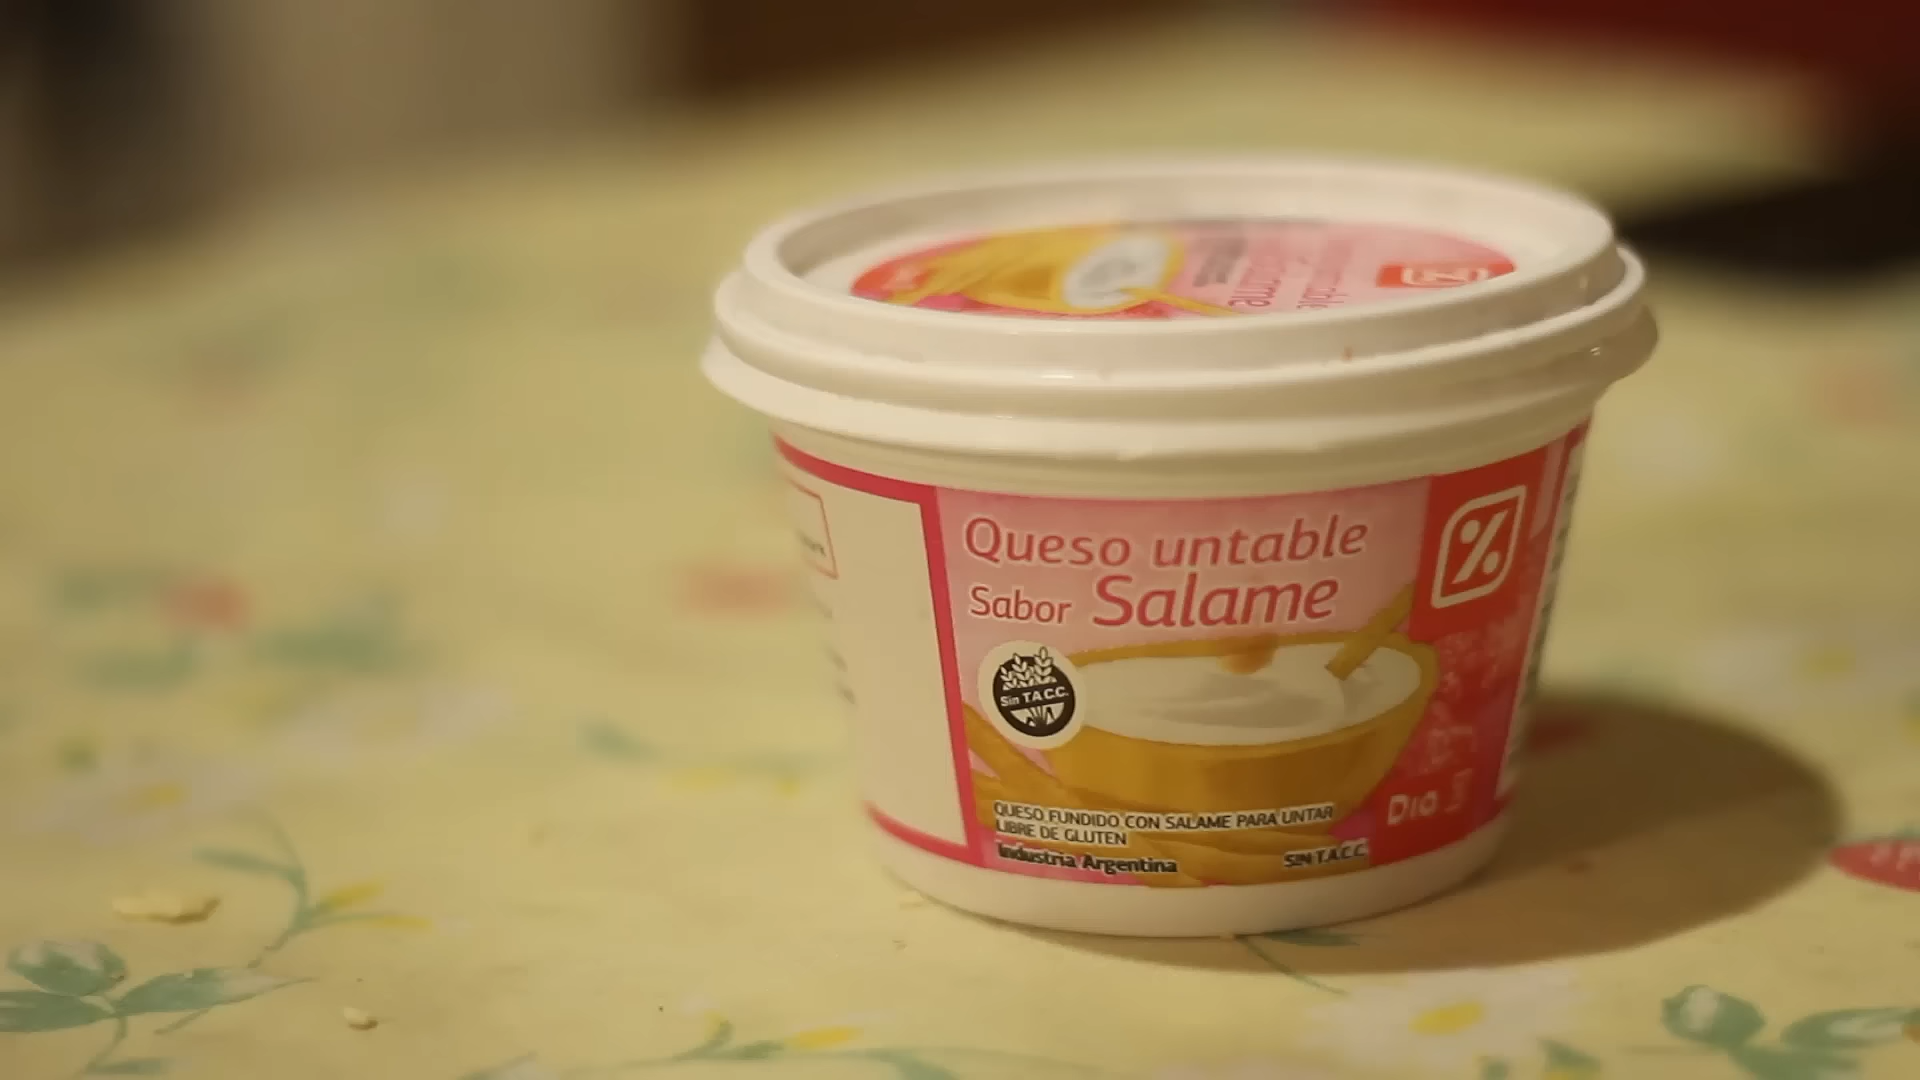 Queso untable
Sabor Salame
Sin T.A.C.C.
QUESO FUNDIDO CON SALAME PARA UNTAR
LIBRE DE GLUTEN
Industria Argentina
SIN T.A.C.C.
DIA %